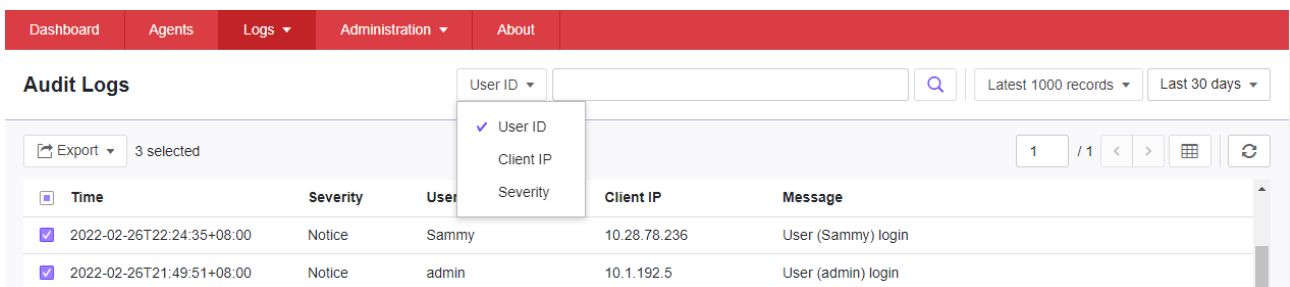 Dashboard Agents Logs Administration About
Audit Logs User ID Latest 1000 records Last 30 days
User ID
Client IP
Severity
Export 3 selected 1 / 1
Time Severity User Client IP Message
2022-02-26T22:24:35+08:00 Notice Sammy 10.28.78.236 User (Sammy) login
2022-02-26T21:49:51+08:00 Notice admin 10.1.192.5 User (admin) login